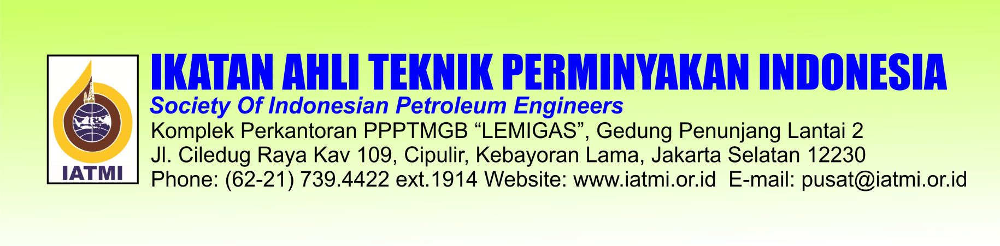 IKATAN AHLI TEKNIK PERMINYAKAN INDONESIA
Society Of Indonesian Petroleum Engineers
Komplek Perkantoran PPPTMGB “LEMIGAS”, Gedung Penunjang Lantai 2
Jl. Ciledug Raya Kav 109, Cipulir, Kebayoran Lama, Jakarta Selatan 12230
Phone: (62-21) 739.4422 ext.1914 Website: www.iatmi.or.id  E-mail: pusat@iatmi.or.id
IATMI